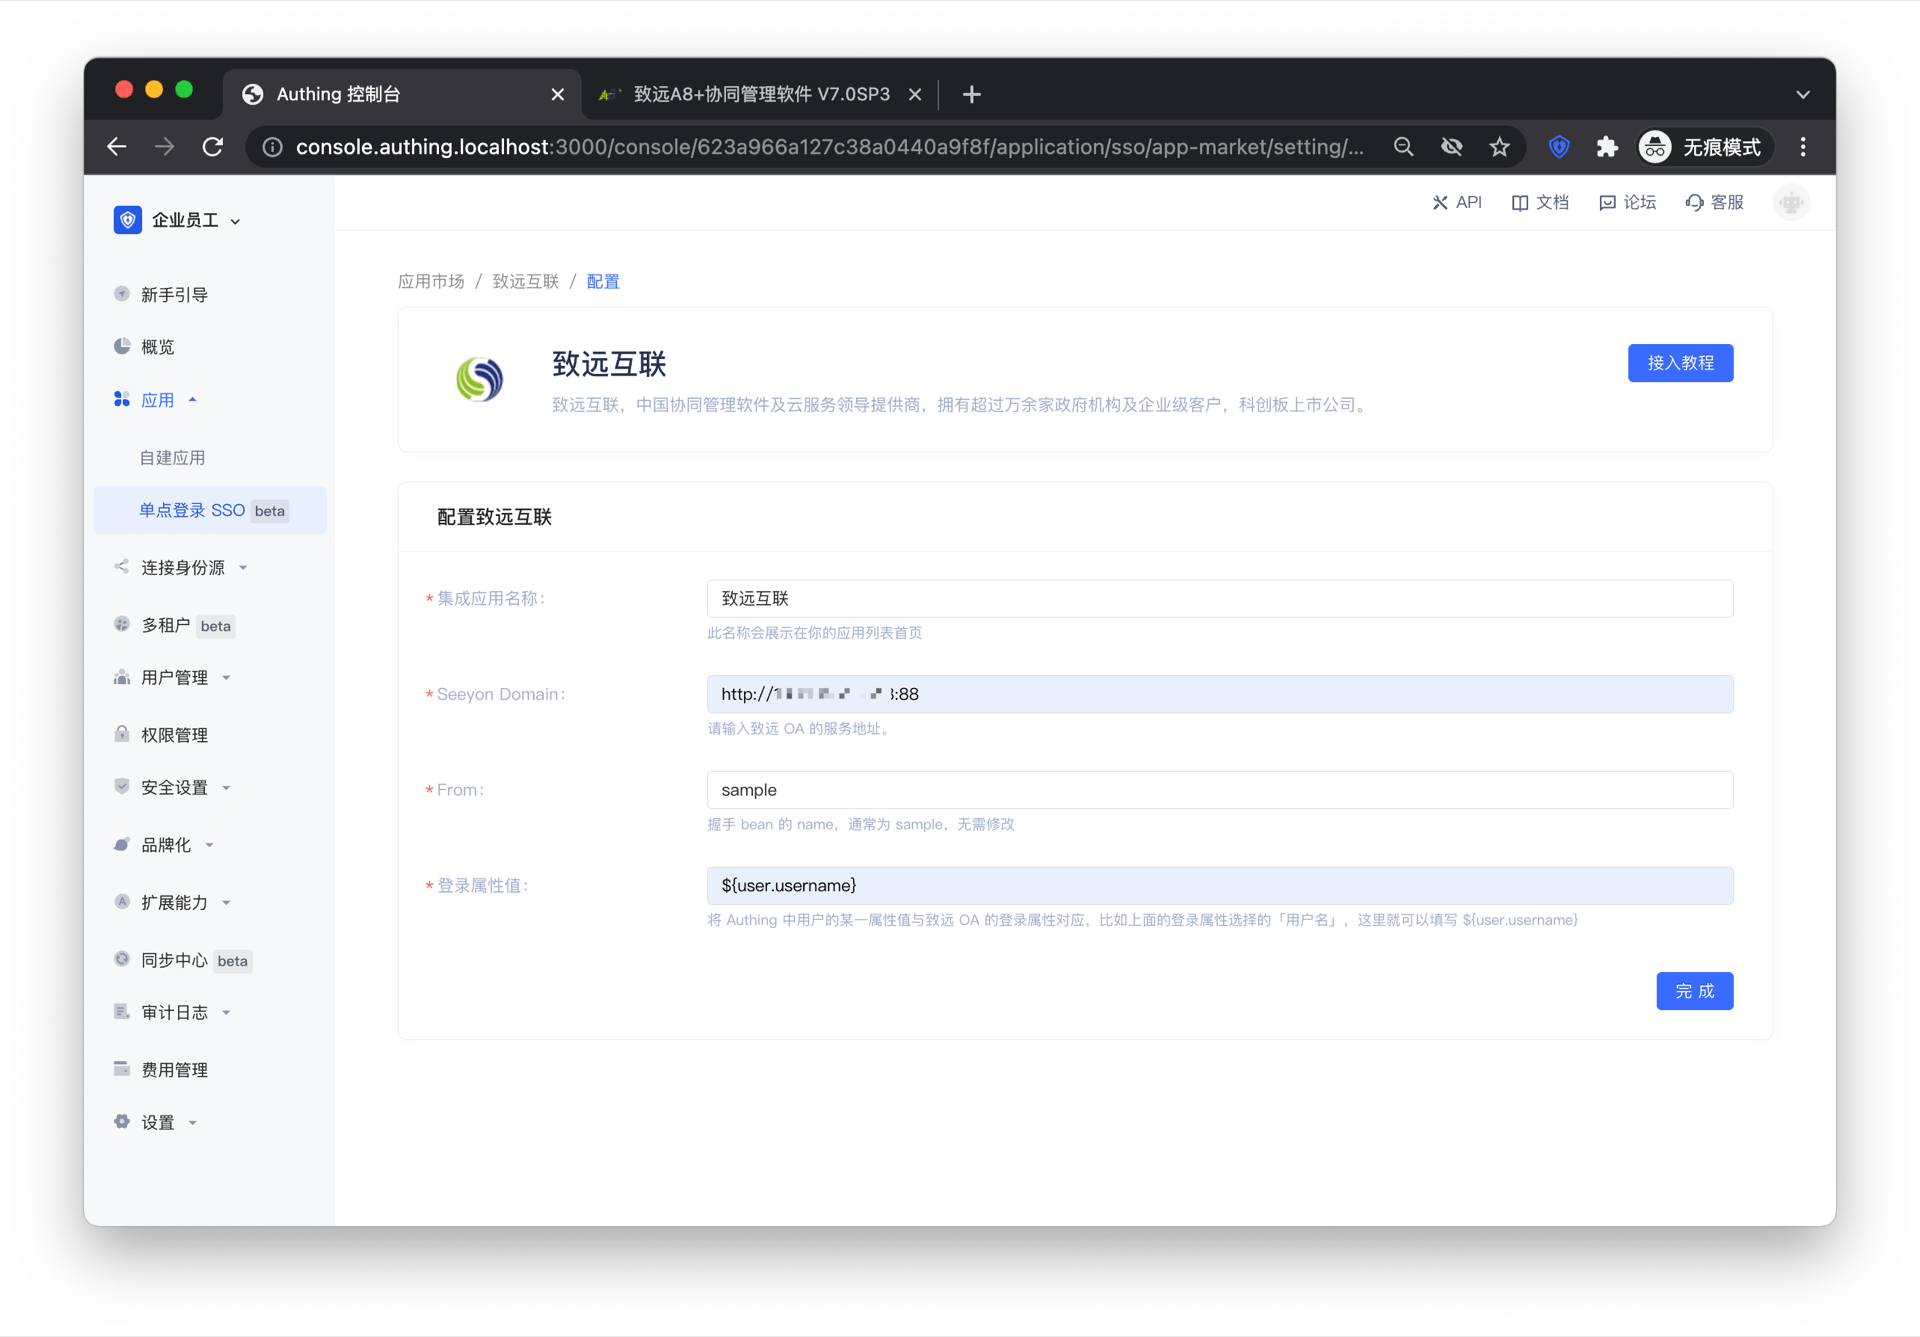 Authing 控制台
致远A8+协同管理软件 V7.0SP3
console.authing.localhost:3000/console/623a966a127c38a0440a9f8f/application/sso/app-market/setting/...
无痕模式
企业员工
API
文档
论坛
客服
新手引导
概览
应用
自建应用
单点登录 SSO beta
连接身份源
多租户 beta
用户管理
权限管理
安全设置
品牌化
扩展能力
同步中心 beta
审计日志
费用管理
设置
应用市场 / 致远互联 / 配置
致远互联
致远互联，中国协同管理软件及云服务领导提供商，拥有超过万余家政府机构及企业级客户，科创板上市公司。
接入教程
配置致远互联
* 集成应用名称:
致远互联
此名称会展示在你的应用列表首页
* Seeyon Domain:
http:// :88
请输入致远 OA 的服务地址。
* From:
sample
握手 bean 的 name，通常为 sample，无需修改
* 登录属性值:
${user.username}
将 Authing 中用户的某一属性值与致远 OA 的登录属性对应，比如上面的登录属性选择的「用户名」，这里就可以填写 ${user.username}
完 成